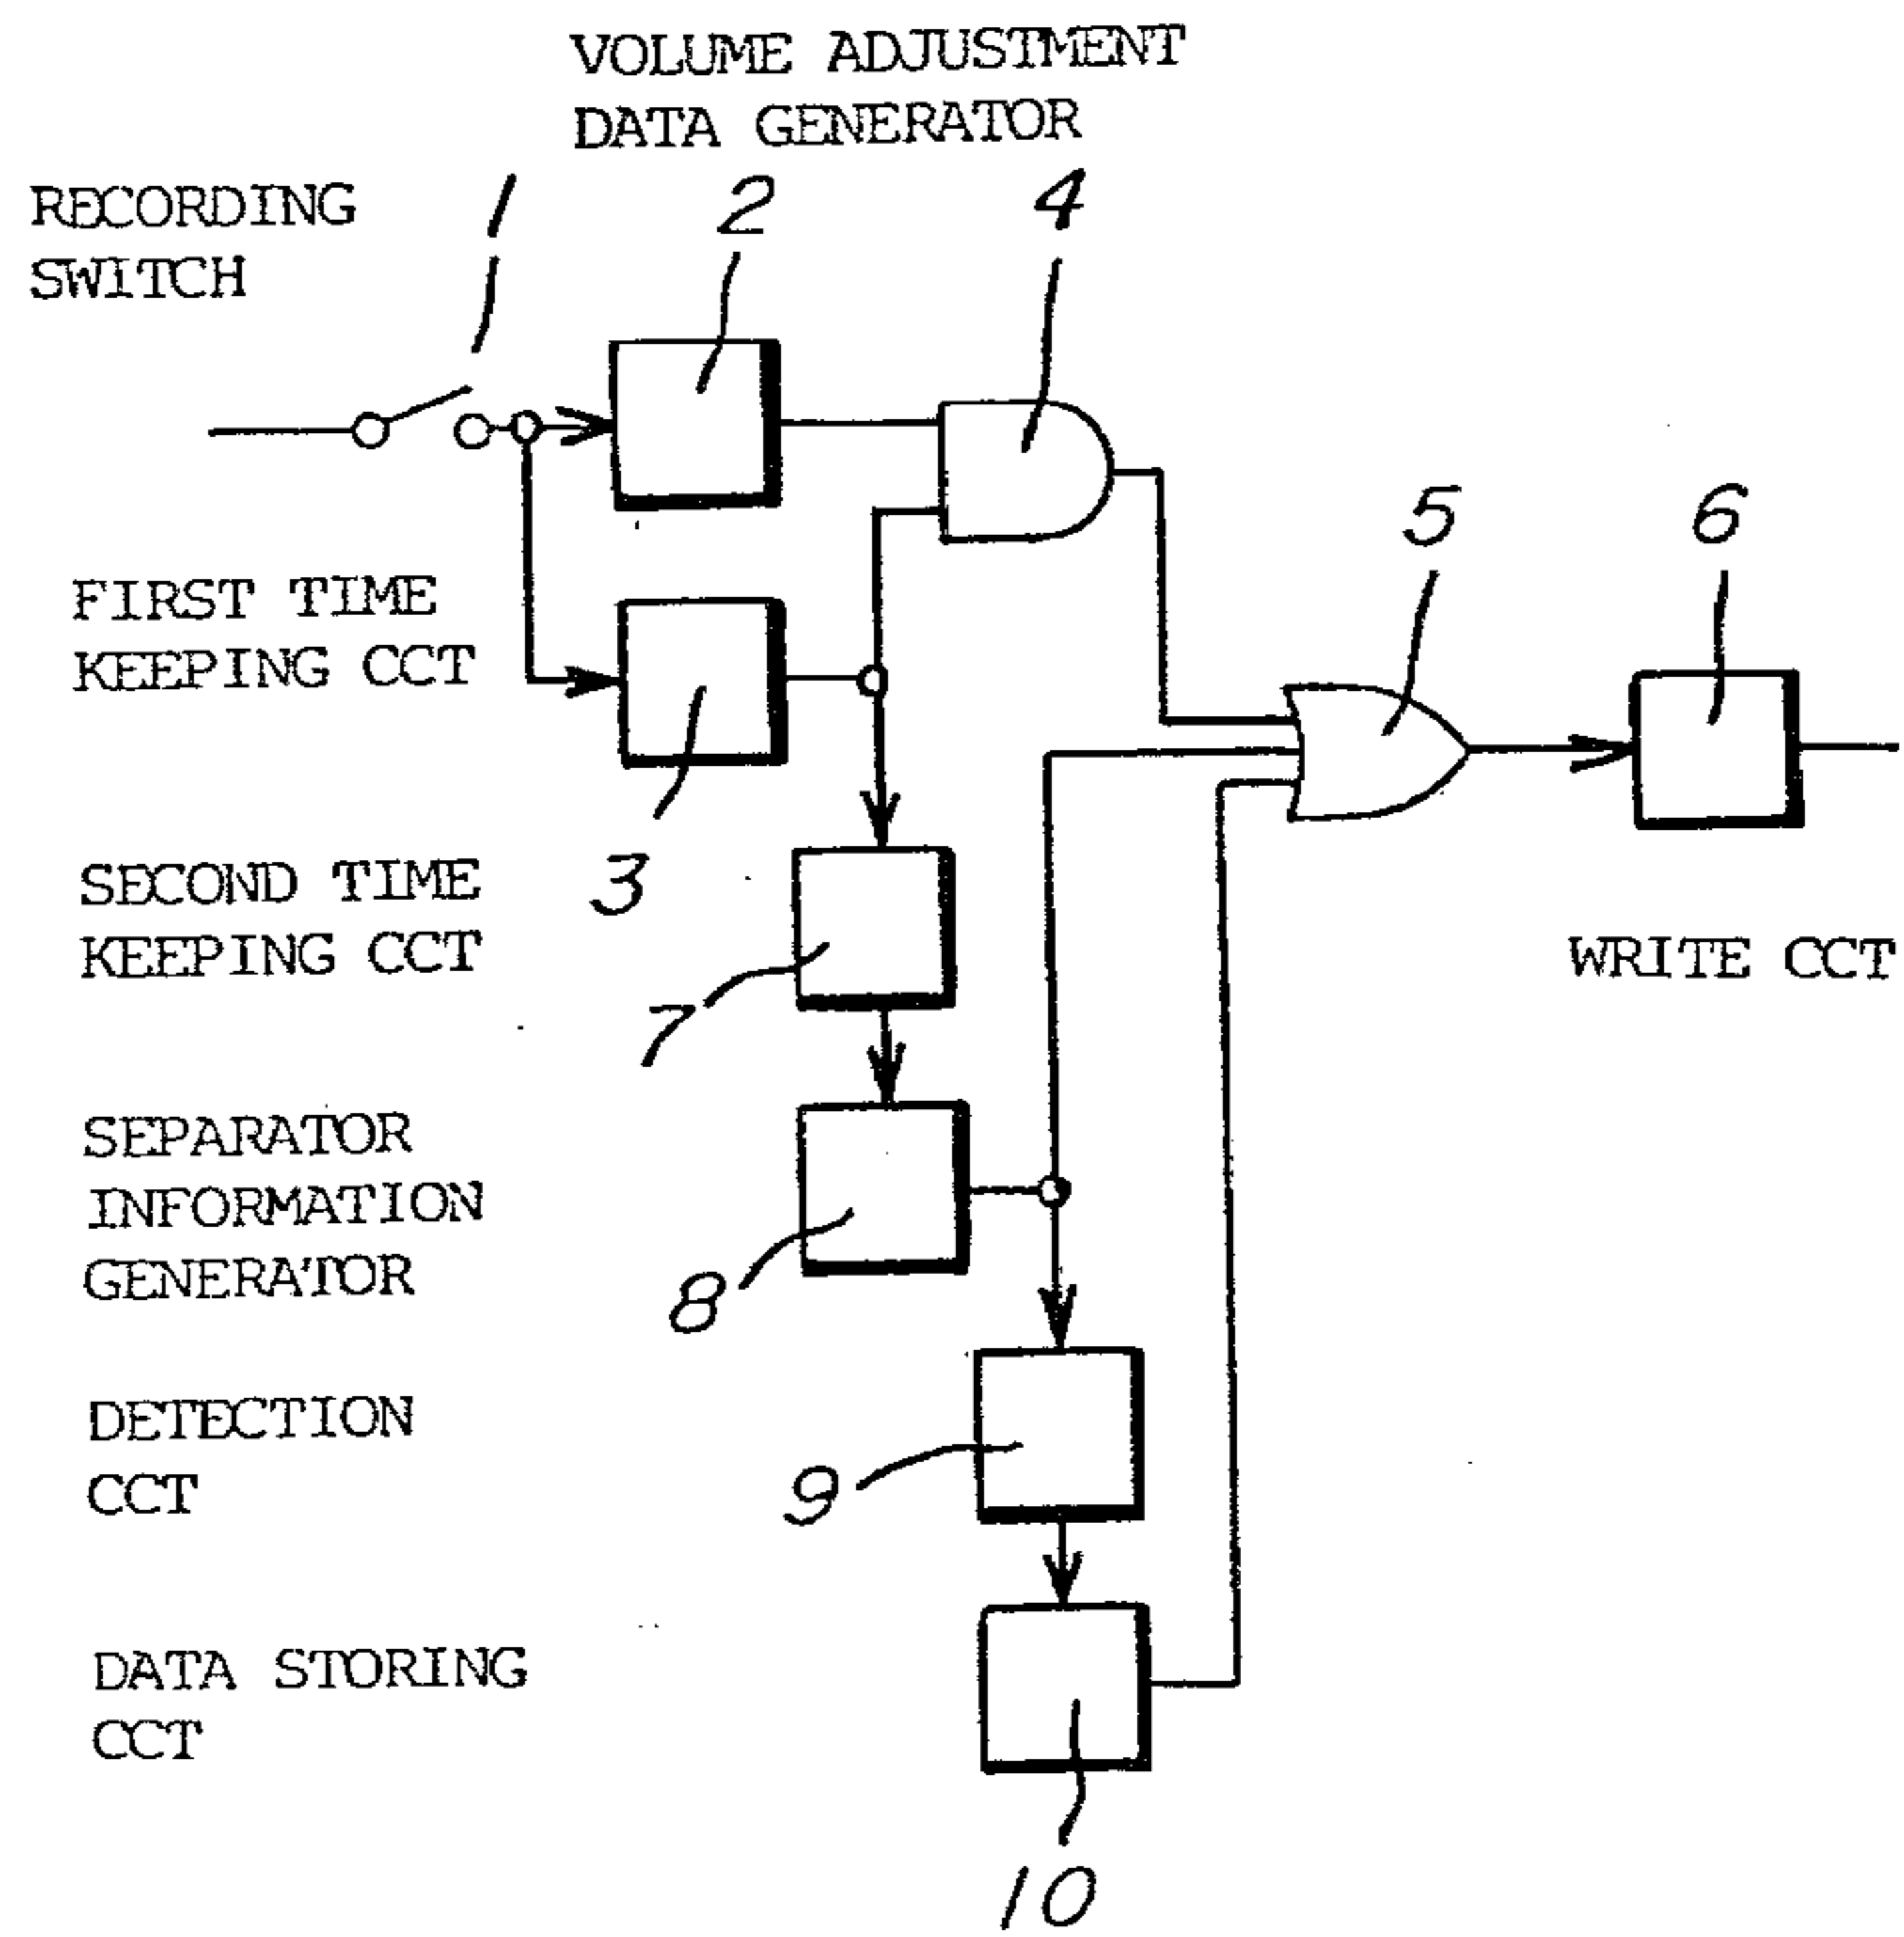 VOLUME ADJUSTMENT
DATA GENERATOR
RECORDING
SWITCH
1
2
4
FIRST TIME
KEEPING CCT
3
5
6
SECOND TIME
KEEPING CCT
7
WRITE CCT
SEPARATOR
INFORMATION
GENERATOR
8
DETECTION
CCT
9
DATA STORING
CCT
10